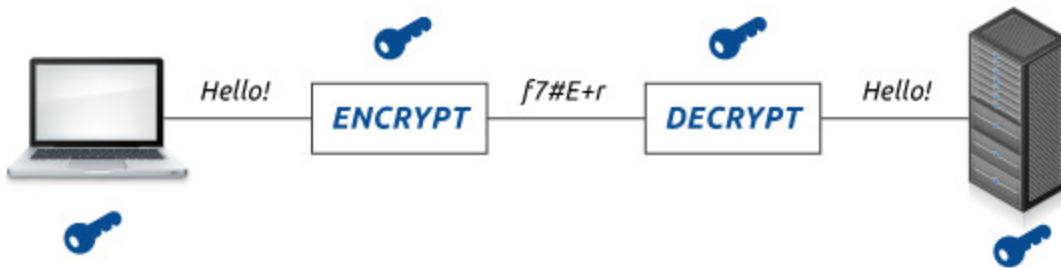 Hello!
ENCRYPT
f7#E+r
DECRYPT
Hello!